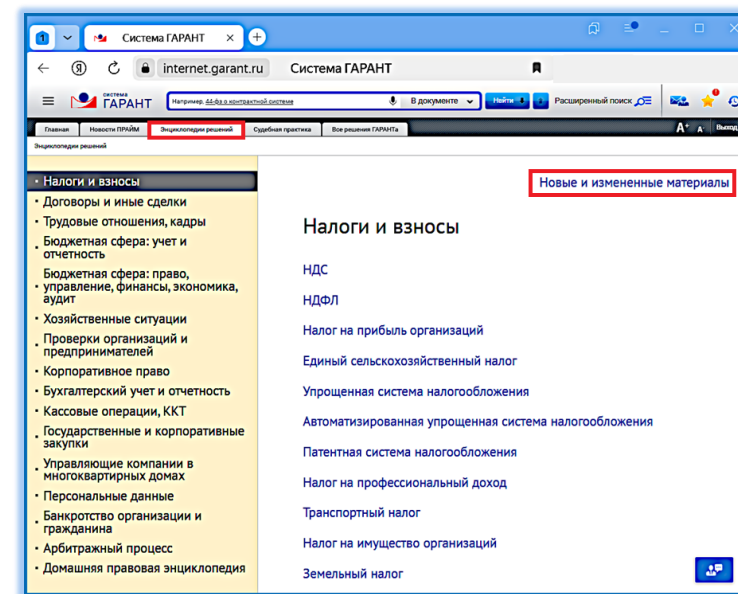 1
Система ГАРАНТ
internet.garant.ru Система ГАРАНТ
система
ГАРАНТ
Например, 44-фз о контрактной системе
В документе
Найти
Расширенный поиск
Главная Новости ПРАЙМ Энциклопедии решений Судебная практика Все решения ГАРАНТа
А+ А- Выход
Энциклопедии решений
Налоги и взносы
Договоры и иные сделки
Трудовые отношения, кадры
Бюджетная сфера: учет и
отчетность
Бюджетная сфера: право,
управление, финансы, экономика,
аудит
Хозяйственные ситуации
Проверки организаций и
предпринимателей
Корпоративное право
Бухгалтерский учет и отчетность
Кассовые операции, ККТ
Государственные и корпоративные
закупки
Управляющие компании в
многоквартирных домах
Персональные данные
Банкротство организации и
гражданина
Арбитражный процесс
Домашняя правовая энциклопедия
Новые и измененные материалы
Налоги и взносы
НДС
НДФЛ
Налог на прибыль организаций
Единый сельскохозяйственный налог
Упрощенная система налогообложения
Автоматизированная упрощенная система налогообложения
Патентная система налогообложения
Налог на профессиональный доход
Транспортный налог
Налог на имущество организаций
Земельный налог